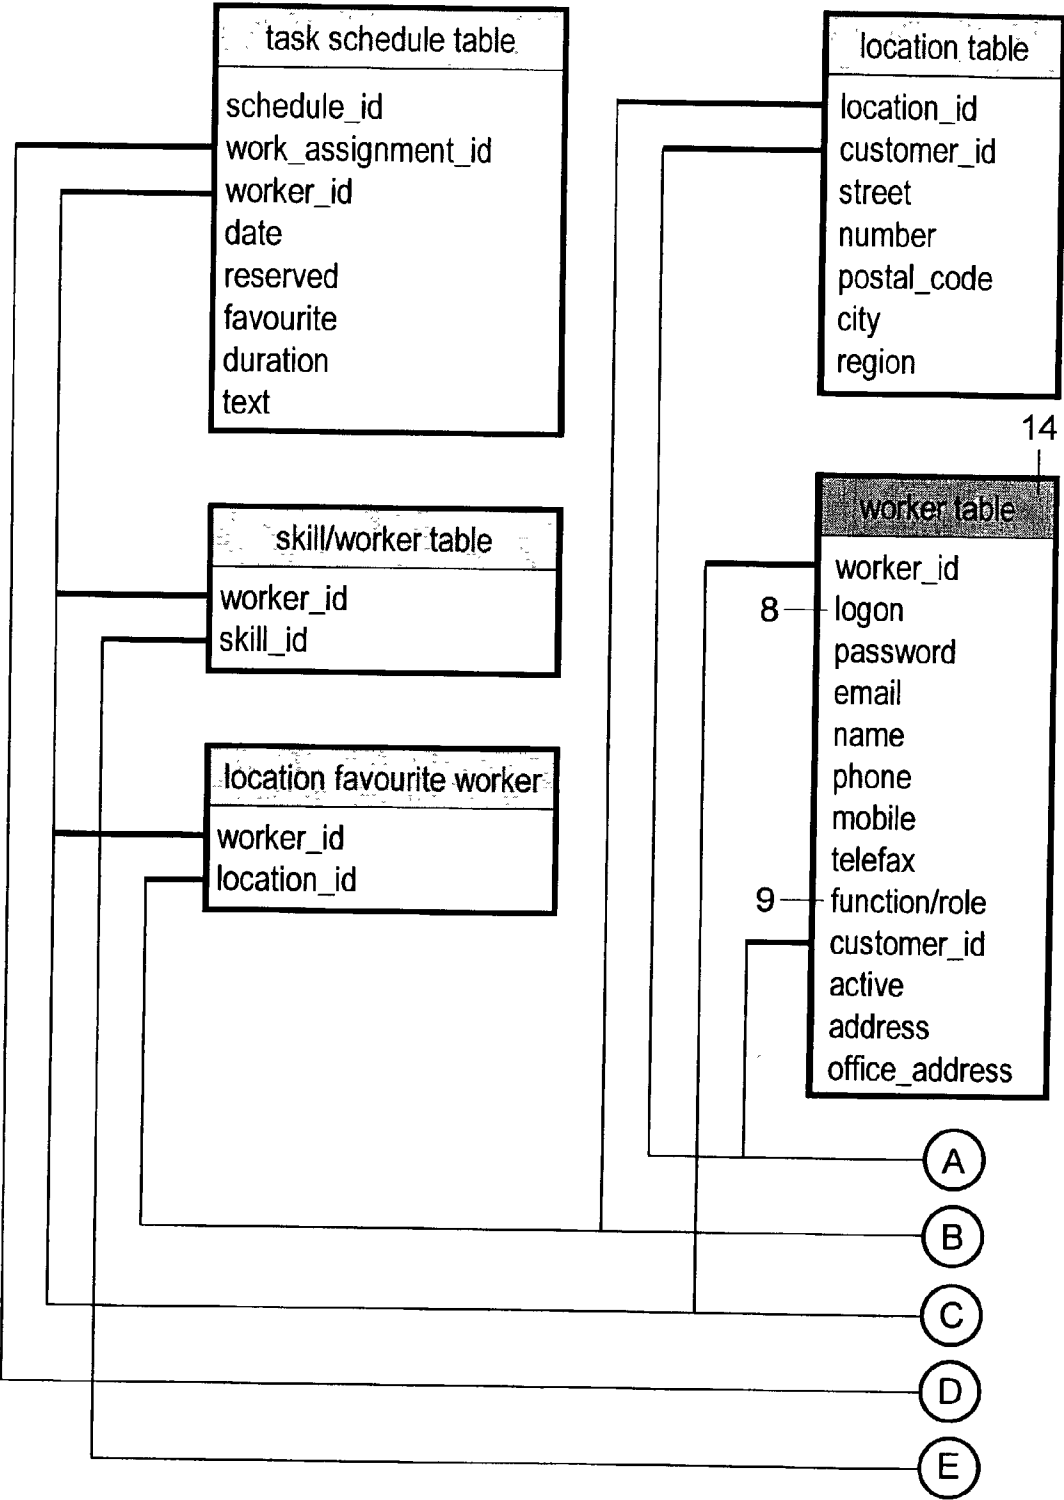 task schedule table
schedule_id
work_assignment_id
worker_id
date
reserved
favourite
duration
text
skill/worker table
worker_id
skill_id
location favourite worker
worker_id
location_id
location table
location_id
customer_id
street
number
postal_code
city
region
14
worker table
worker_id
8
logon
password
email
name
phone
mobile
telefax
9
function/role
customer_id
active
address
office_address
A
B
C
D
E